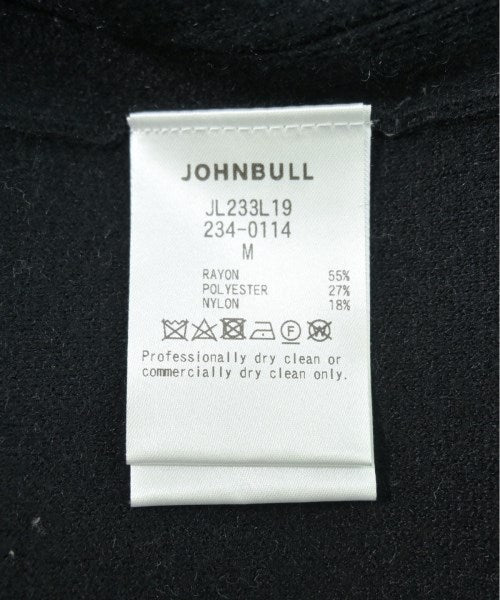 JOHNBULL
JL233L19
234-0114
M
RAYON 55%
POLYESTER 27%
NYLON 18%
F W
Professionally dry clean or
commercially dry clean only.